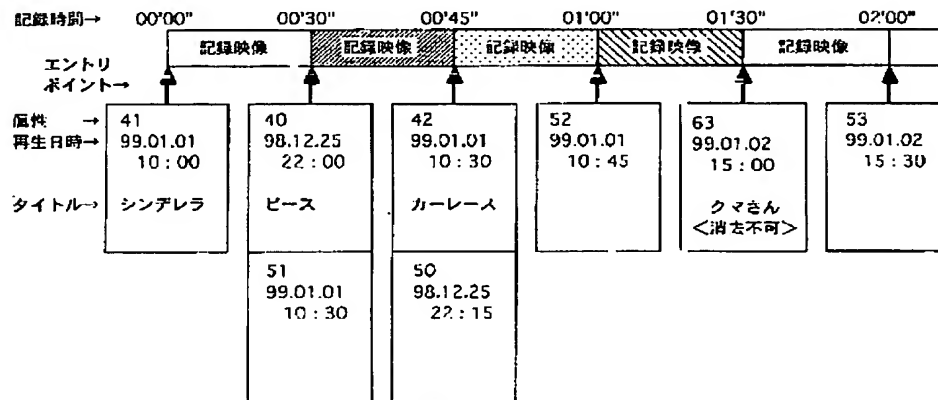 記録時間→ 00'00" 00'30" 00'45" 01'00" 01'30" 02'00"
記録映像 記録映像 記録映像 記録映像 記録映像
エントリ
ポイント→
属性 → 41 40 42 52 63 53
再生日時→ 99.01.01 98.12.25 99.01.01 99.01.01 99.01.02 99.01.02
10:00 22:00 10:30 10:45 15:00 15:30
タイトル→ シンデレラ ピース カーレース クマさん
<消去不可>
51 50
99.01.01 98.12.25
10:30 22:15